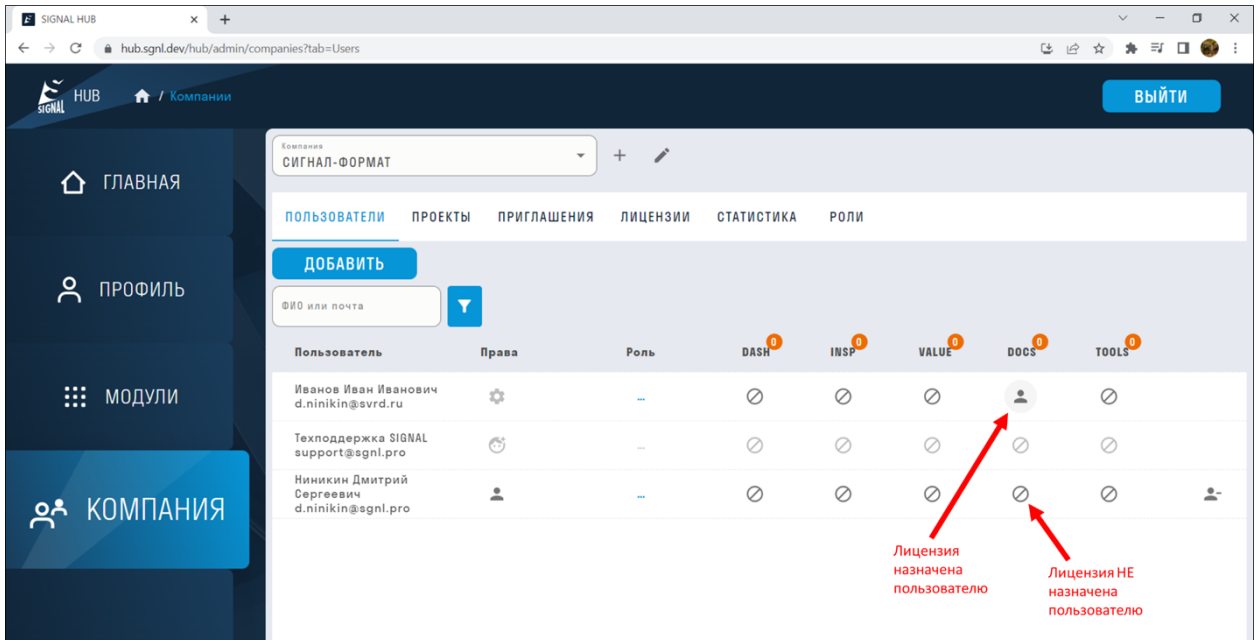 SIGNAL HUB
hub.sgnl.dev/hub/admin/companies?tab=Users
SIGNAL HUB / Компании
ВЫЙТИ
Компания
СИГНАЛ-ФОРМАТ
ГЛАВНАЯ
ПОЛЬЗОВАТЕЛИ ПРОЕКТЫ ПРИГЛАШЕНИЯ ЛИЦЕНЗИИ СТАТИСТИКА РОЛИ
ДОБАВИТЬ
ПРОФИЛЬ
ФИО или почта
Пользователь Права Роль DASH 0 INSP 0 VALUE 0 DOCS 0 TOOLS 0
МОДУЛИ
Иванов Иван Иванович
d.ninikin@svrd.ru
...
Техподдержка SIGNAL
support@sgnl.pro
...
КОМПАНИЯ
Ниникин Дмитрий
Сергеевич
d.ninikin@sgnl.pro
...
Лицензия
назначена
пользователю
Лицензия НЕ
назначена
пользователю